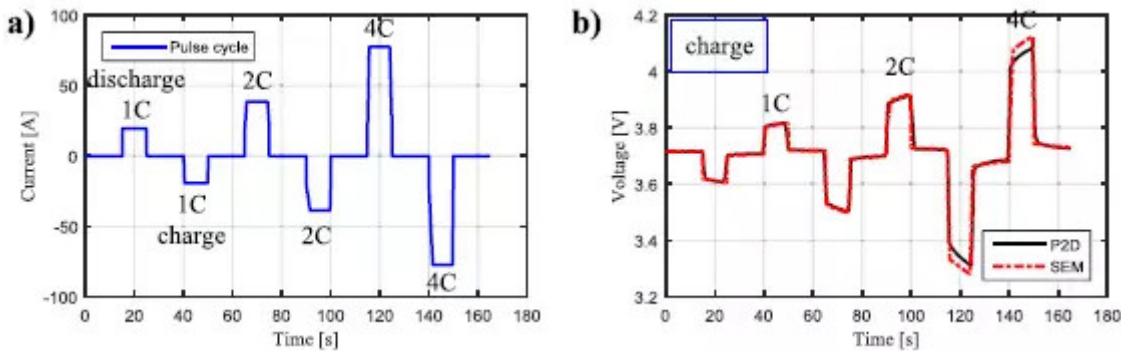 a)
100
50
0
-50
-100
Current [A]
Pulse cycle
discharge
1C
2C
4C
1C
charge
2C
4C
0 20 40 60 80 100 120 140 160 180
Time [s]
b)
4.2
4
3.8
3.6
3.4
3.2
Voltage [V]
charge
1C
2C
4C
P2D
SEM
0 20 40 60 80 100 120 140 160 180
Time [s]